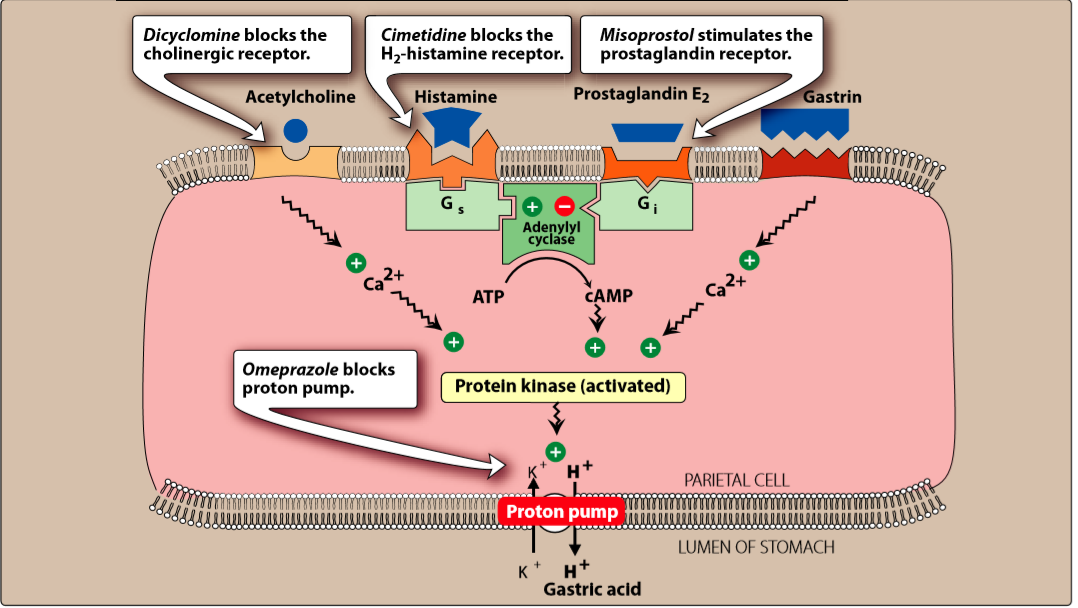 Dicyclomine blocks the
cholinergic receptor.
Cimetidine blocks the
H₂-histamine receptor.
Misoprostol stimulates the
prostaglandin receptor.
Acetylcholine
Histamine
Prostaglandin E₂
Gastrin
G s
+
−
G i
Adenylyl
cyclase
+
Ca²+
ATP
cAMP
+
Ca²+
+
+
+
Omeprazole blocks
proton pump.
Protein kinase (activated)
+
K⁺
H⁺
PARIETAL CELL
Proton pump
LUMEN OF STOMACH
K⁺
H⁺
Gastric acid